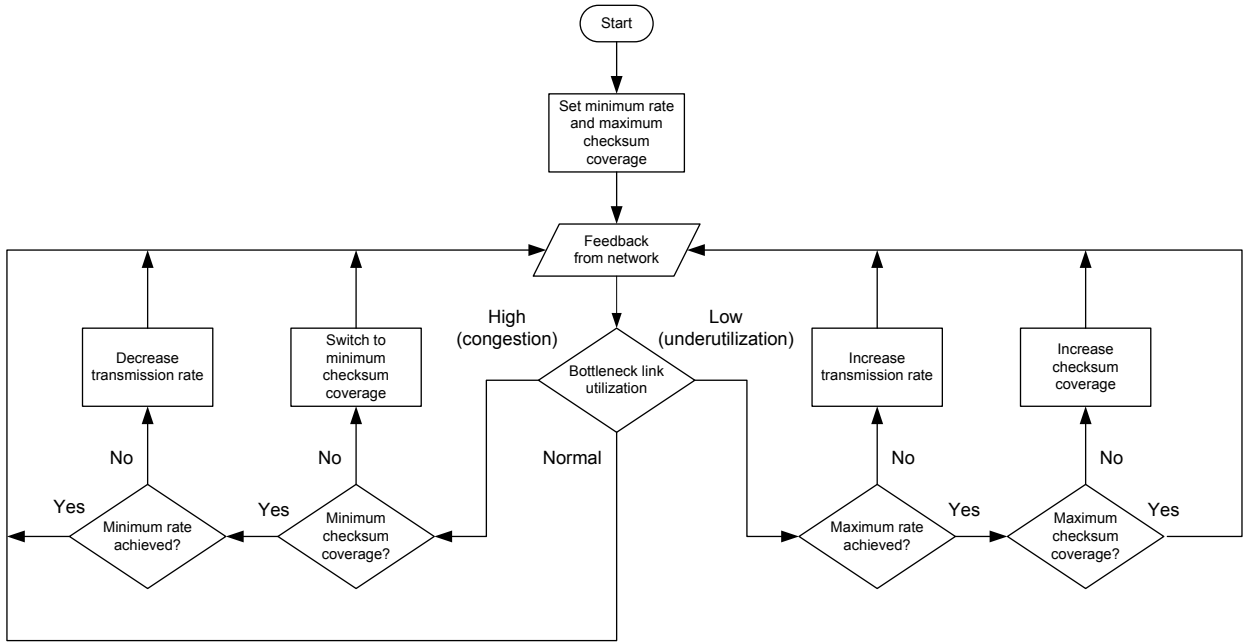 Start
Set minimum rate
and maximum
checksum
coverage
Feedback
from network
High
(congestion)
Low
(underutilization)
Decrease
transmission rate
Switch to
minimum
checksum
coverage
Bottleneck link
utilization
Increase
transmission rate
Increase
checksum
coverage
No
No
Normal
No
No
Yes
Yes
Yes
Yes
Minimum rate
achieved?
Minimum
checksum
coverage?
Maximum rate
achieved?
Maximum
checksum
coverage?